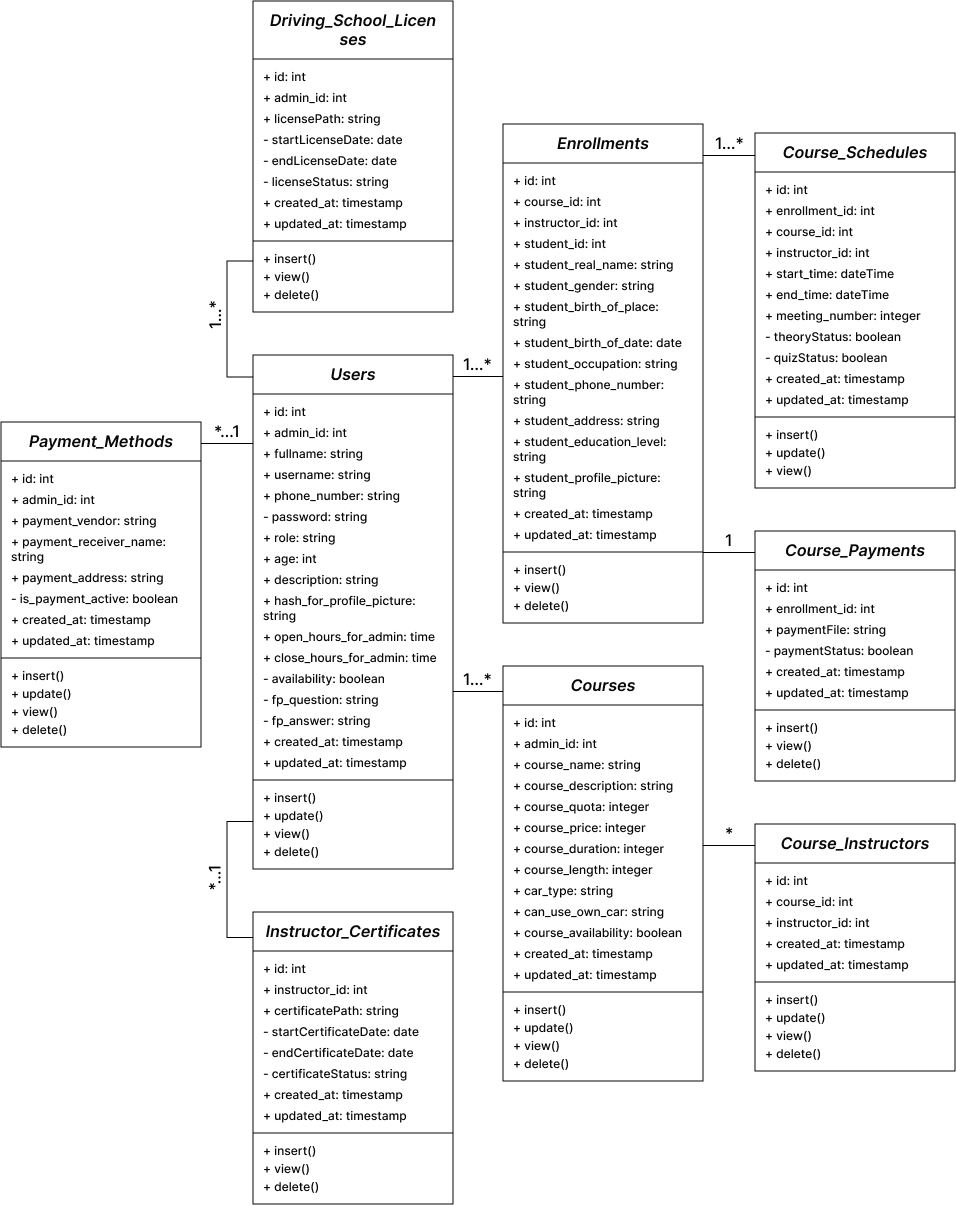 Driving_School_Licen
ses
+ id: int
+ admin_id: int
+ licensePath: string
- startLicenseDate: date
- endLicenseDate: date
- licenseStatus: string
+ created_at: timestamp
+ updated_at: timestamp
+ insert()
+ view()
+ delete()
1...*
Users
+ id: int
+ admin_id: int
+ fullname: string
+ username: string
+ phone_number: string
- password: string
+ role: string
+ age: int
+ description: string
+ hash_for_profile_picture:
string
+ open_hours_for_admin: time
+ close_hours_for_admin: time
- availability: boolean
- fp_question: string
- fp_answer: string
+ created_at: timestamp
+ updated_at: timestamp
+ insert()
+ update()
+ view()
+ delete()
*...1
Payment_Methods
+ id: int
+ admin_id: int
+ payment_vendor: string
+ payment_receiver_name:
string
+ payment_address: string
- is_payment_active: boolean
+ created_at: timestamp
+ updated_at: timestamp
+ insert()
+ update()
+ view()
+ delete()
*...1
Instructor_Certificates
+ id: int
+ instructor_id: int
+ certificatePath: string
- startCertificateDate: date
- endCertificateDate: date
- certificateStatus: string
+ created_at: timestamp
+ updated_at: timestamp
+ insert()
+ view()
+ delete()
1...*
Enrollments
+ id: int
+ course_id: int
+ instructor_id: int
+ student_id: int
+ student_real_name: string
+ student_gender: string
+ student_birth_of_place:
string
+ student_birth_of_date: date
+ student_occupation: string
+ student_phone_number:
string
+ student_address: string
+ student_education_level:
string
+ student_profile_picture:
string
+ created_at: timestamp
+ updated_at: timestamp
+ insert()
+ view()
+ delete()
1...*
Courses
+ id: int
+ admin_id: int
+ course_name: string
+ course_description: string
+ course_quota: integer
+ course_price: integer
+ course_duration: integer
+ course_length: integer
+ car_type: string
+ can_use_own_car: string
+ course_availability: boolean
+ created_at: timestamp
+ updated_at: timestamp
+ insert()
+ update()
+ view()
+ delete()
1...*
Course_Schedules
+ id: int
+ enrollment_id: int
+ course_id: int
+ instructor_id: int
+ start_time: dateTime
+ end_time: dateTime
+ meeting_number: integer
- theoryStatus: boolean
- quizStatus: boolean
+ created_at: timestamp
+ updated_at: timestamp
+ insert()
+ update()
+ view()
1
Course_Payments
+ id: int
+ enrollment_id: int
+ paymentFile: string
- paymentStatus: boolean
+ created_at: timestamp
+ updated_at: timestamp
+ insert()
+ view()
+ delete()
*
Course_Instructors
+ id: int
+ course_id: int
+ instructor_id: int
+ created_at: timestamp
+ updated_at: timestamp
+ insert()
+ update()
+ view()
+ delete()